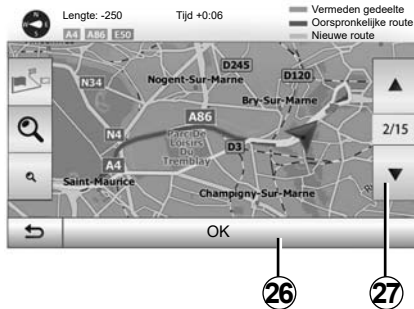 Lengte: -250 Tijd +0:06
Vermeden gedeelte
Oorspronkelijke route
Nieuwe route
A4 A86 E50
D245
D120
Nogent-Sur-Marne
N34
Bry-Sur-Marne
A86
2/15
N4
Parc De
Loisirs
Du
Tremblay
D3
A4
Saint-Maurice
Champigny-Sur-Marne
OK
26
27